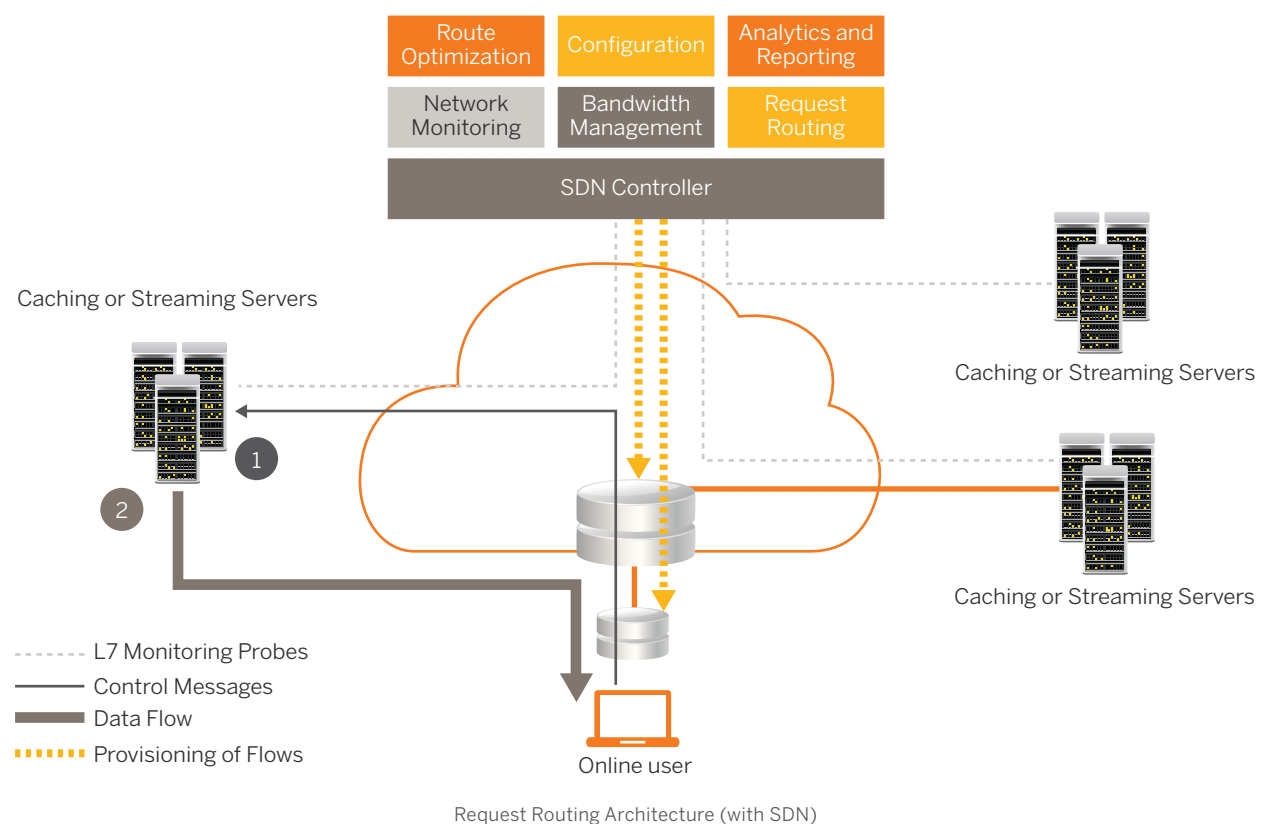 Route
Optimization
Configuration
Analytics and
Reporting
Network
Monitoring
Bandwidth
Management
Request
Routing
SDN Controller
Caching or Streaming Servers
Caching or Streaming Servers
1
2
Caching or Streaming Servers
L7 Monitoring Probes
Control Messages
Data Flow
Provisioning of Flows
Online user
Request Routing Architecture (with SDN)